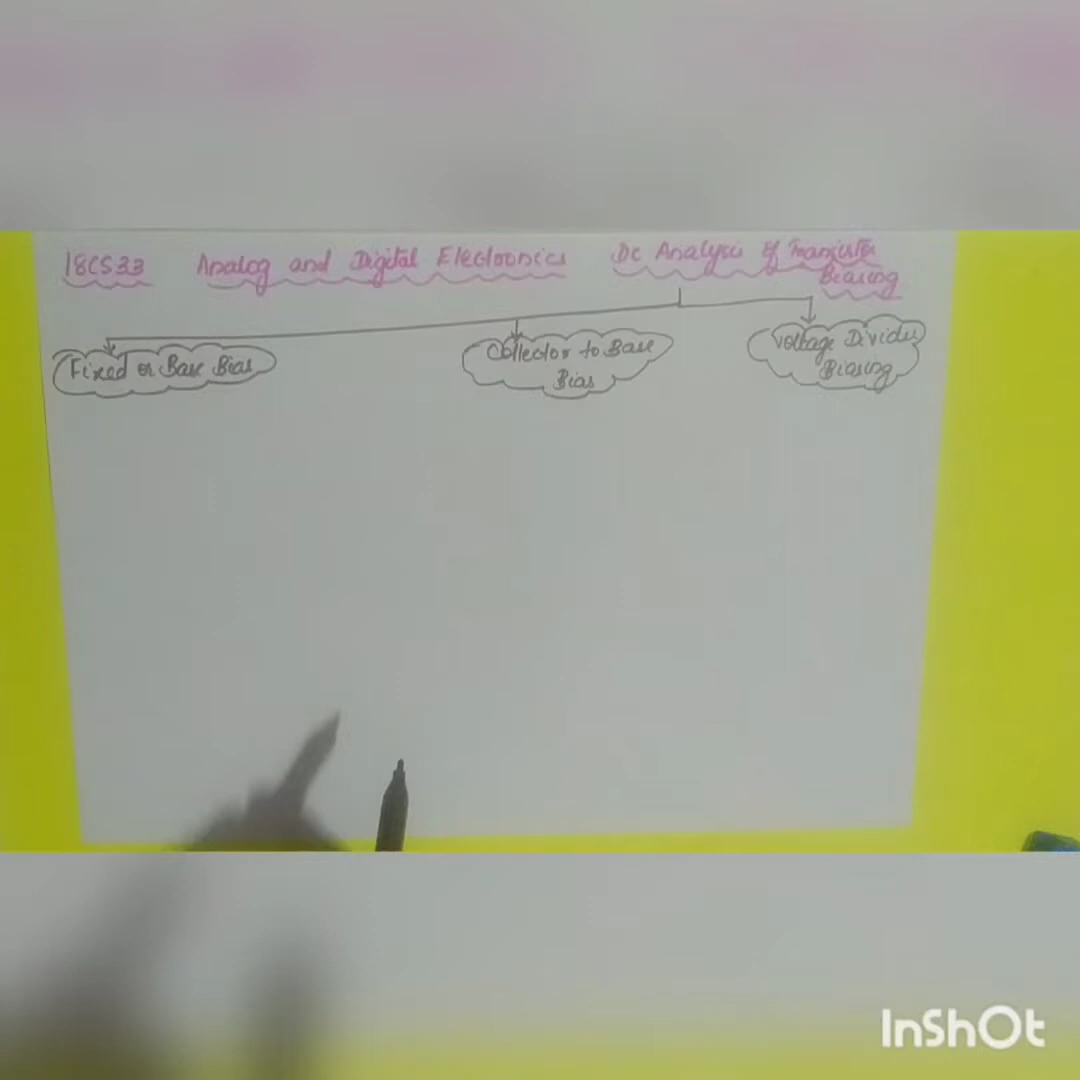 18CS33 Analog and Digital Electronics DC Analysis of Transistor
Biasing
Fixed or Base Bias
Collector to Base
Bias
Voltage Divider
Biasing
InShOt